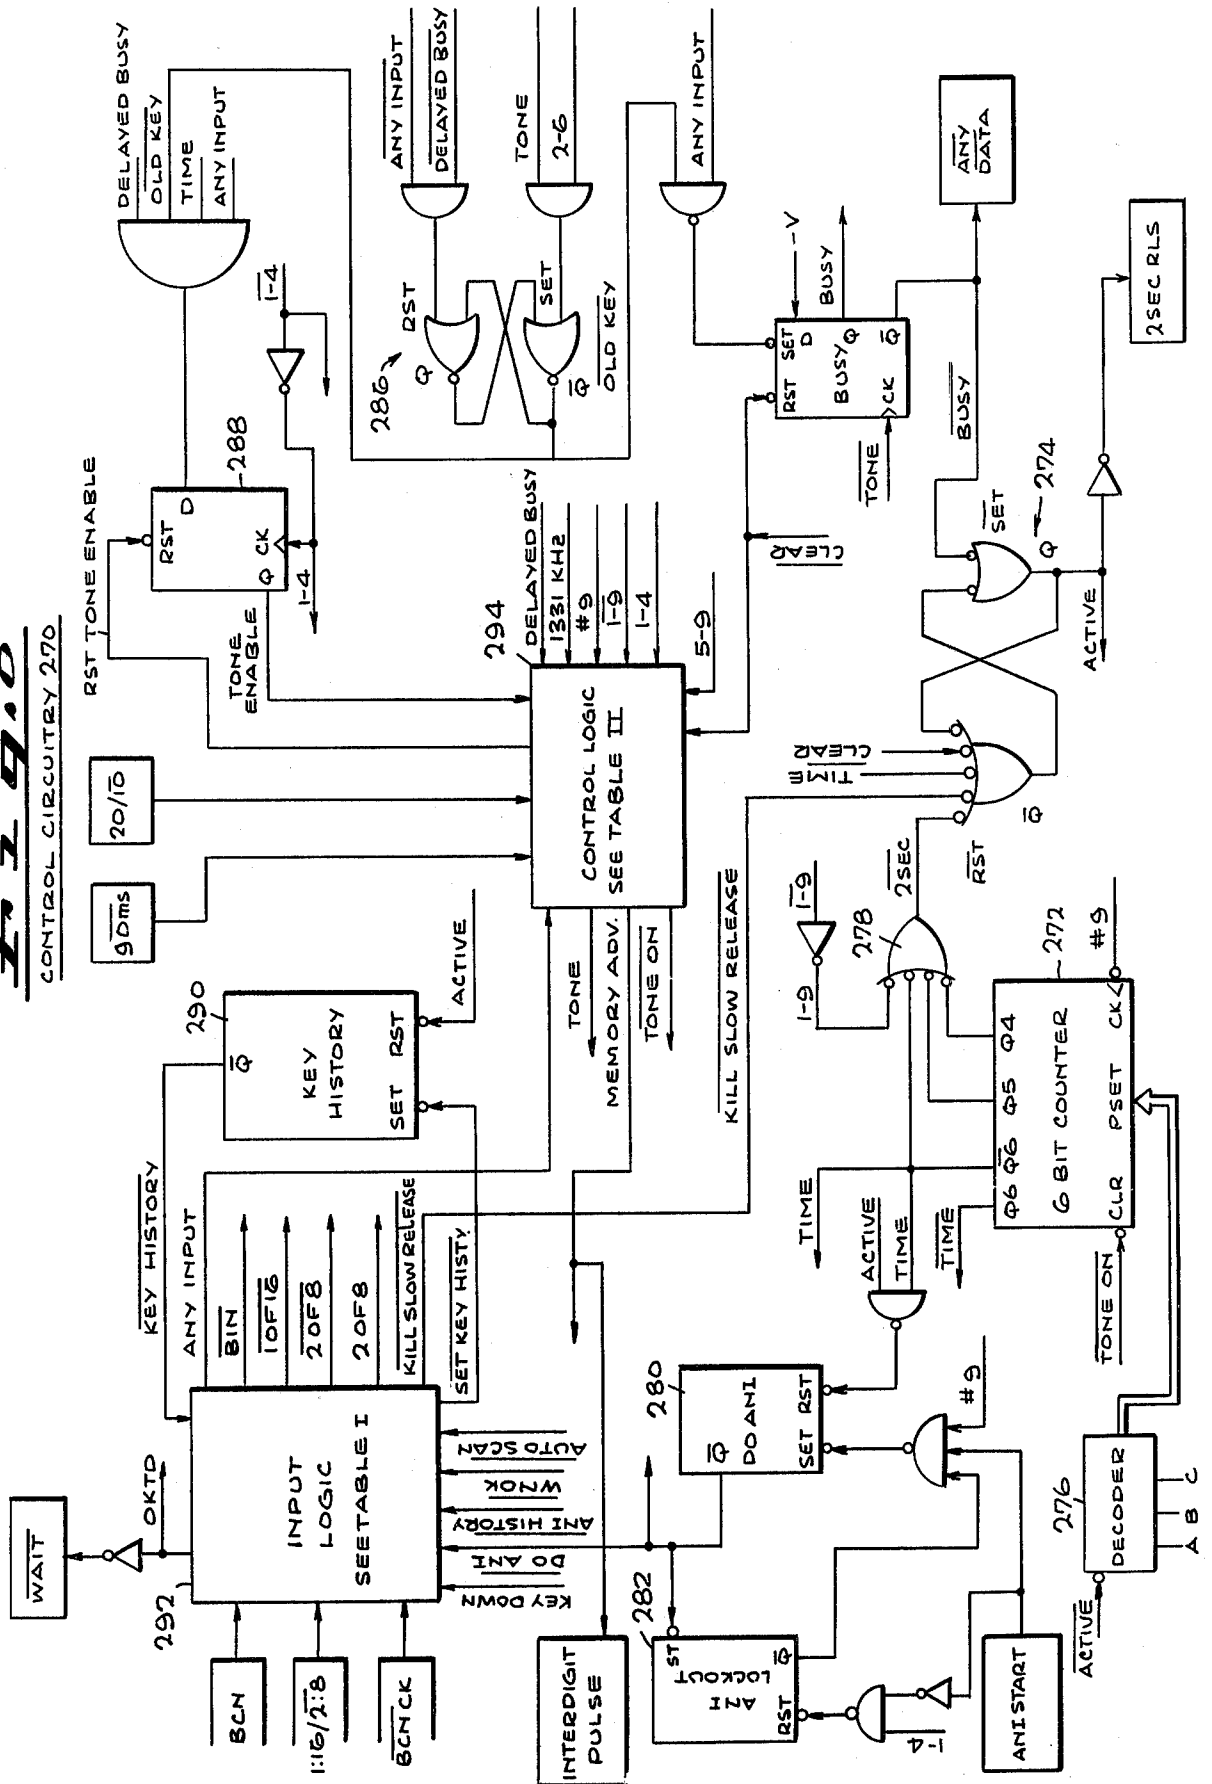 CONTROL CIRCUITRY 270
WAIT
OKTD
292
BCN
1:16/2:8
BCN CK
INPUT
LOGIC
SEE TABLE I
KEY HISTORY
ANY INPUT
BIN
1OF16
2OF8
2OF8
KILL SLOW RELEASE
SET KEY HISTY
AUTO SCAN
WNOK
ANI HISTORY
DO ANI
KEY DOWN
290
Q
KEY
HISTORY
SET
RST
ACTIVE
90ms
20/10
RST TONE ENABLE
TONE
ENABLE
RST
D
Q
CK
288
1-4
1-4
DELAYED BUSY
OLD KEY
TIME
ANY INPUT
294
DELAYED BUSY
1331 KHZ
#9
1-9
1-4
5-9
CONTROL LOGIC
SEE TABLE II
TONE
MEMORY ADV.
TONE ON
286
RST
Q
SET
Q
OLD KEY
ANY INPUT
DELAYED BUSY
TONE
2-6
ANY INPUT
-V
RST
SET
D
BUSY
Q
CK
Q
TONE
BUSY
CLEAR
BUSY
ANY
DATA
2SEC RLS
SET
Q
274
ACTIVE
KILL SLOW RELEASE
CLEAR
TIME
RST
Q
2SEC
278
1-9
1-9
272
#9
6 BIT COUNTER
Q6
Q6
Q5
Q4
CLR
PSET
CK
TIME
TIME
ACTIVE
TIME
TONE ON
280
DO ANI
Q
SET
RST
#9
INTERDIGIT
PULSE
282
ST
ANI
LOCKOUT
RST
Q
1-4
ANI START
ACTIVE
276
DECODER
A
B
C